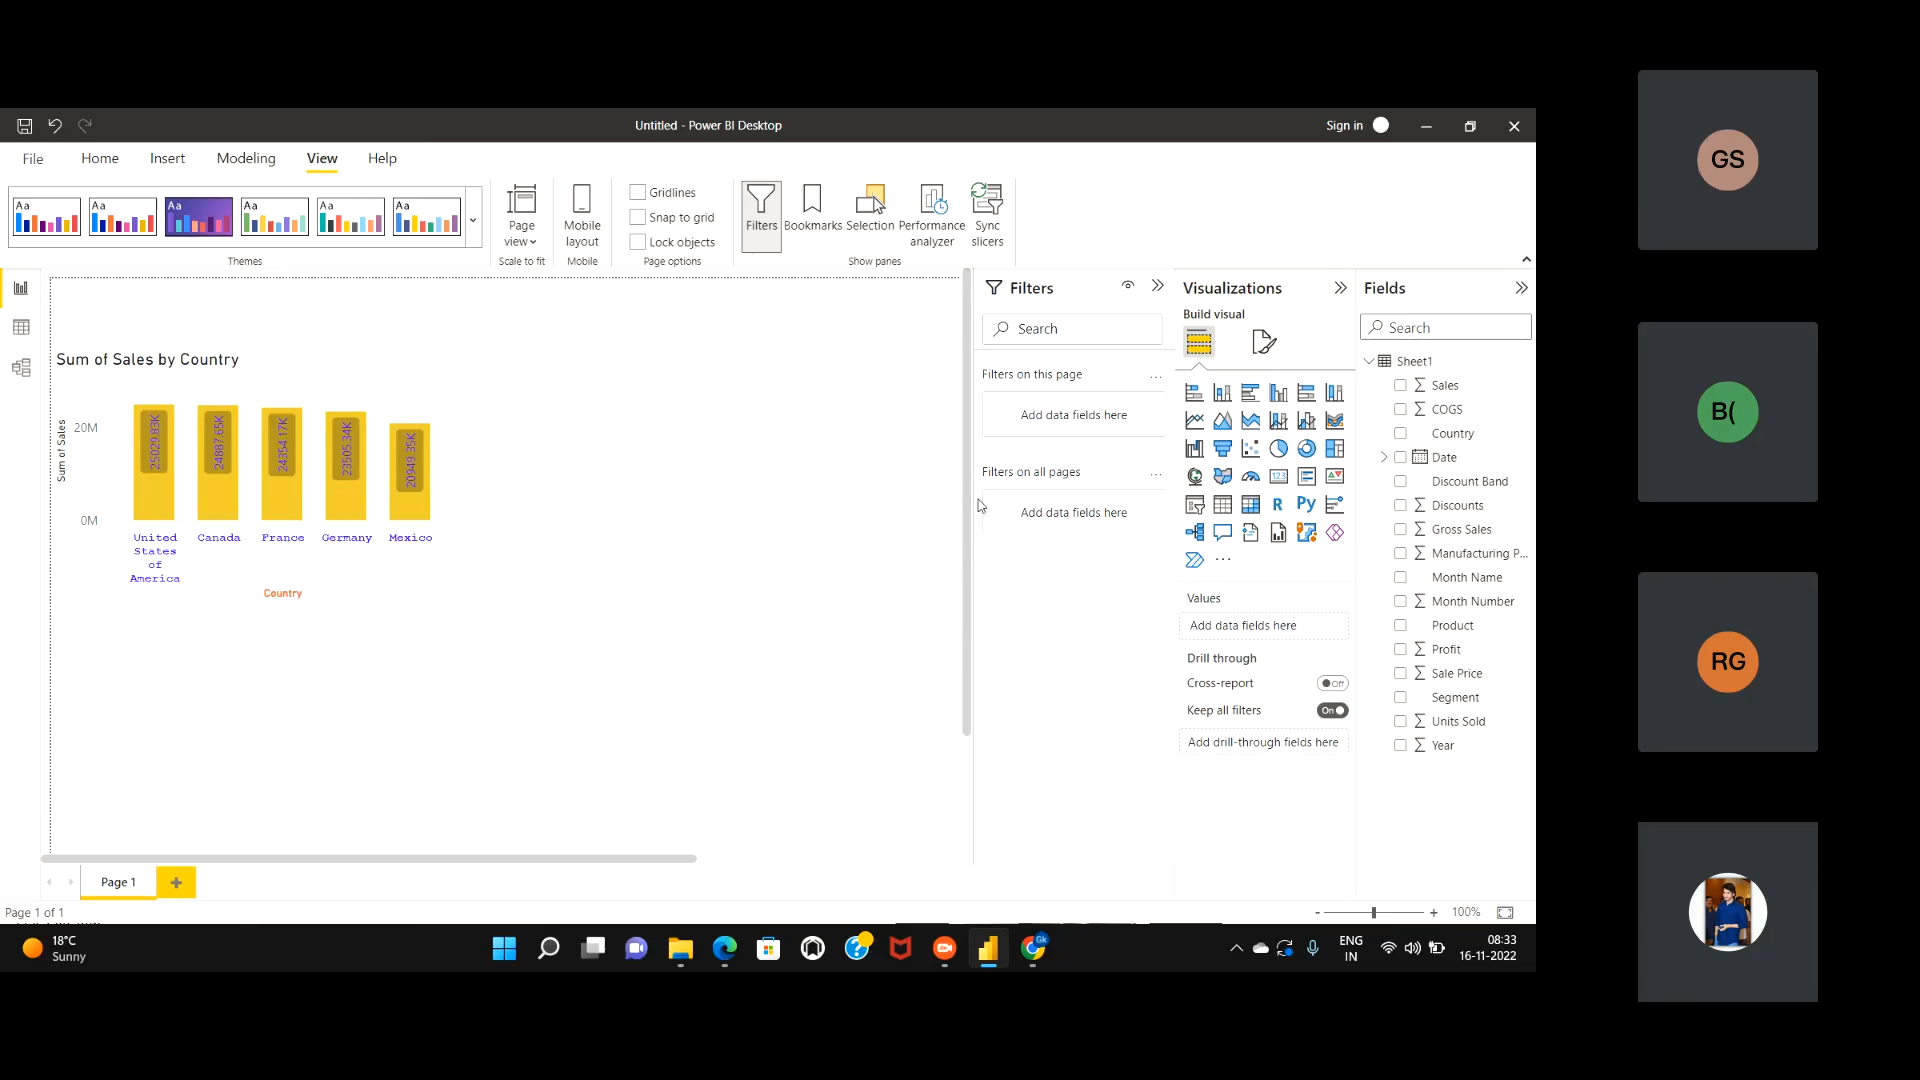 Untitled - Power BI Desktop
Sign in
File
Home
Insert
Modeling
View
Help
Aa
Aa
Aa
Aa
Aa
Aa
Page view
Mobile layout
Gridlines
Snap to grid
Lock objects
Filters
Bookmarks
Selection
Performance analyzer
Sync slicers
Themes
Scale to fit
Mobile
Page options
Show panes
Sum of Sales by Country
Sum of Sales
20M
0M
25029.83K
24887.65K
24354.17K
23505.34K
20949.35K
United States of America
Canada
France
Germany
Mexico
Country
Filters
Search
Filters on this page
...
Add data fields here
Filters on all pages
...
Add data fields here
Visualizations
Build visual
123
R
Py
...
Values
Add data fields here
Drill through
Cross-report
Off
Keep all filters
On
Add drill-through fields here
Fields
Search
Sheet1
Sales
COGS
Country
Date
Discount Band
Discounts
Gross Sales
Manufacturing P...
Month Name
Month Number
Product
Profit
Sale Price
Segment
Units Sold
Year
Page 1
Page 1 of 1
- + 100%
18°C
Sunny
Gk
ENG
IN
08:33
16-11-2022
GS
B(
RG